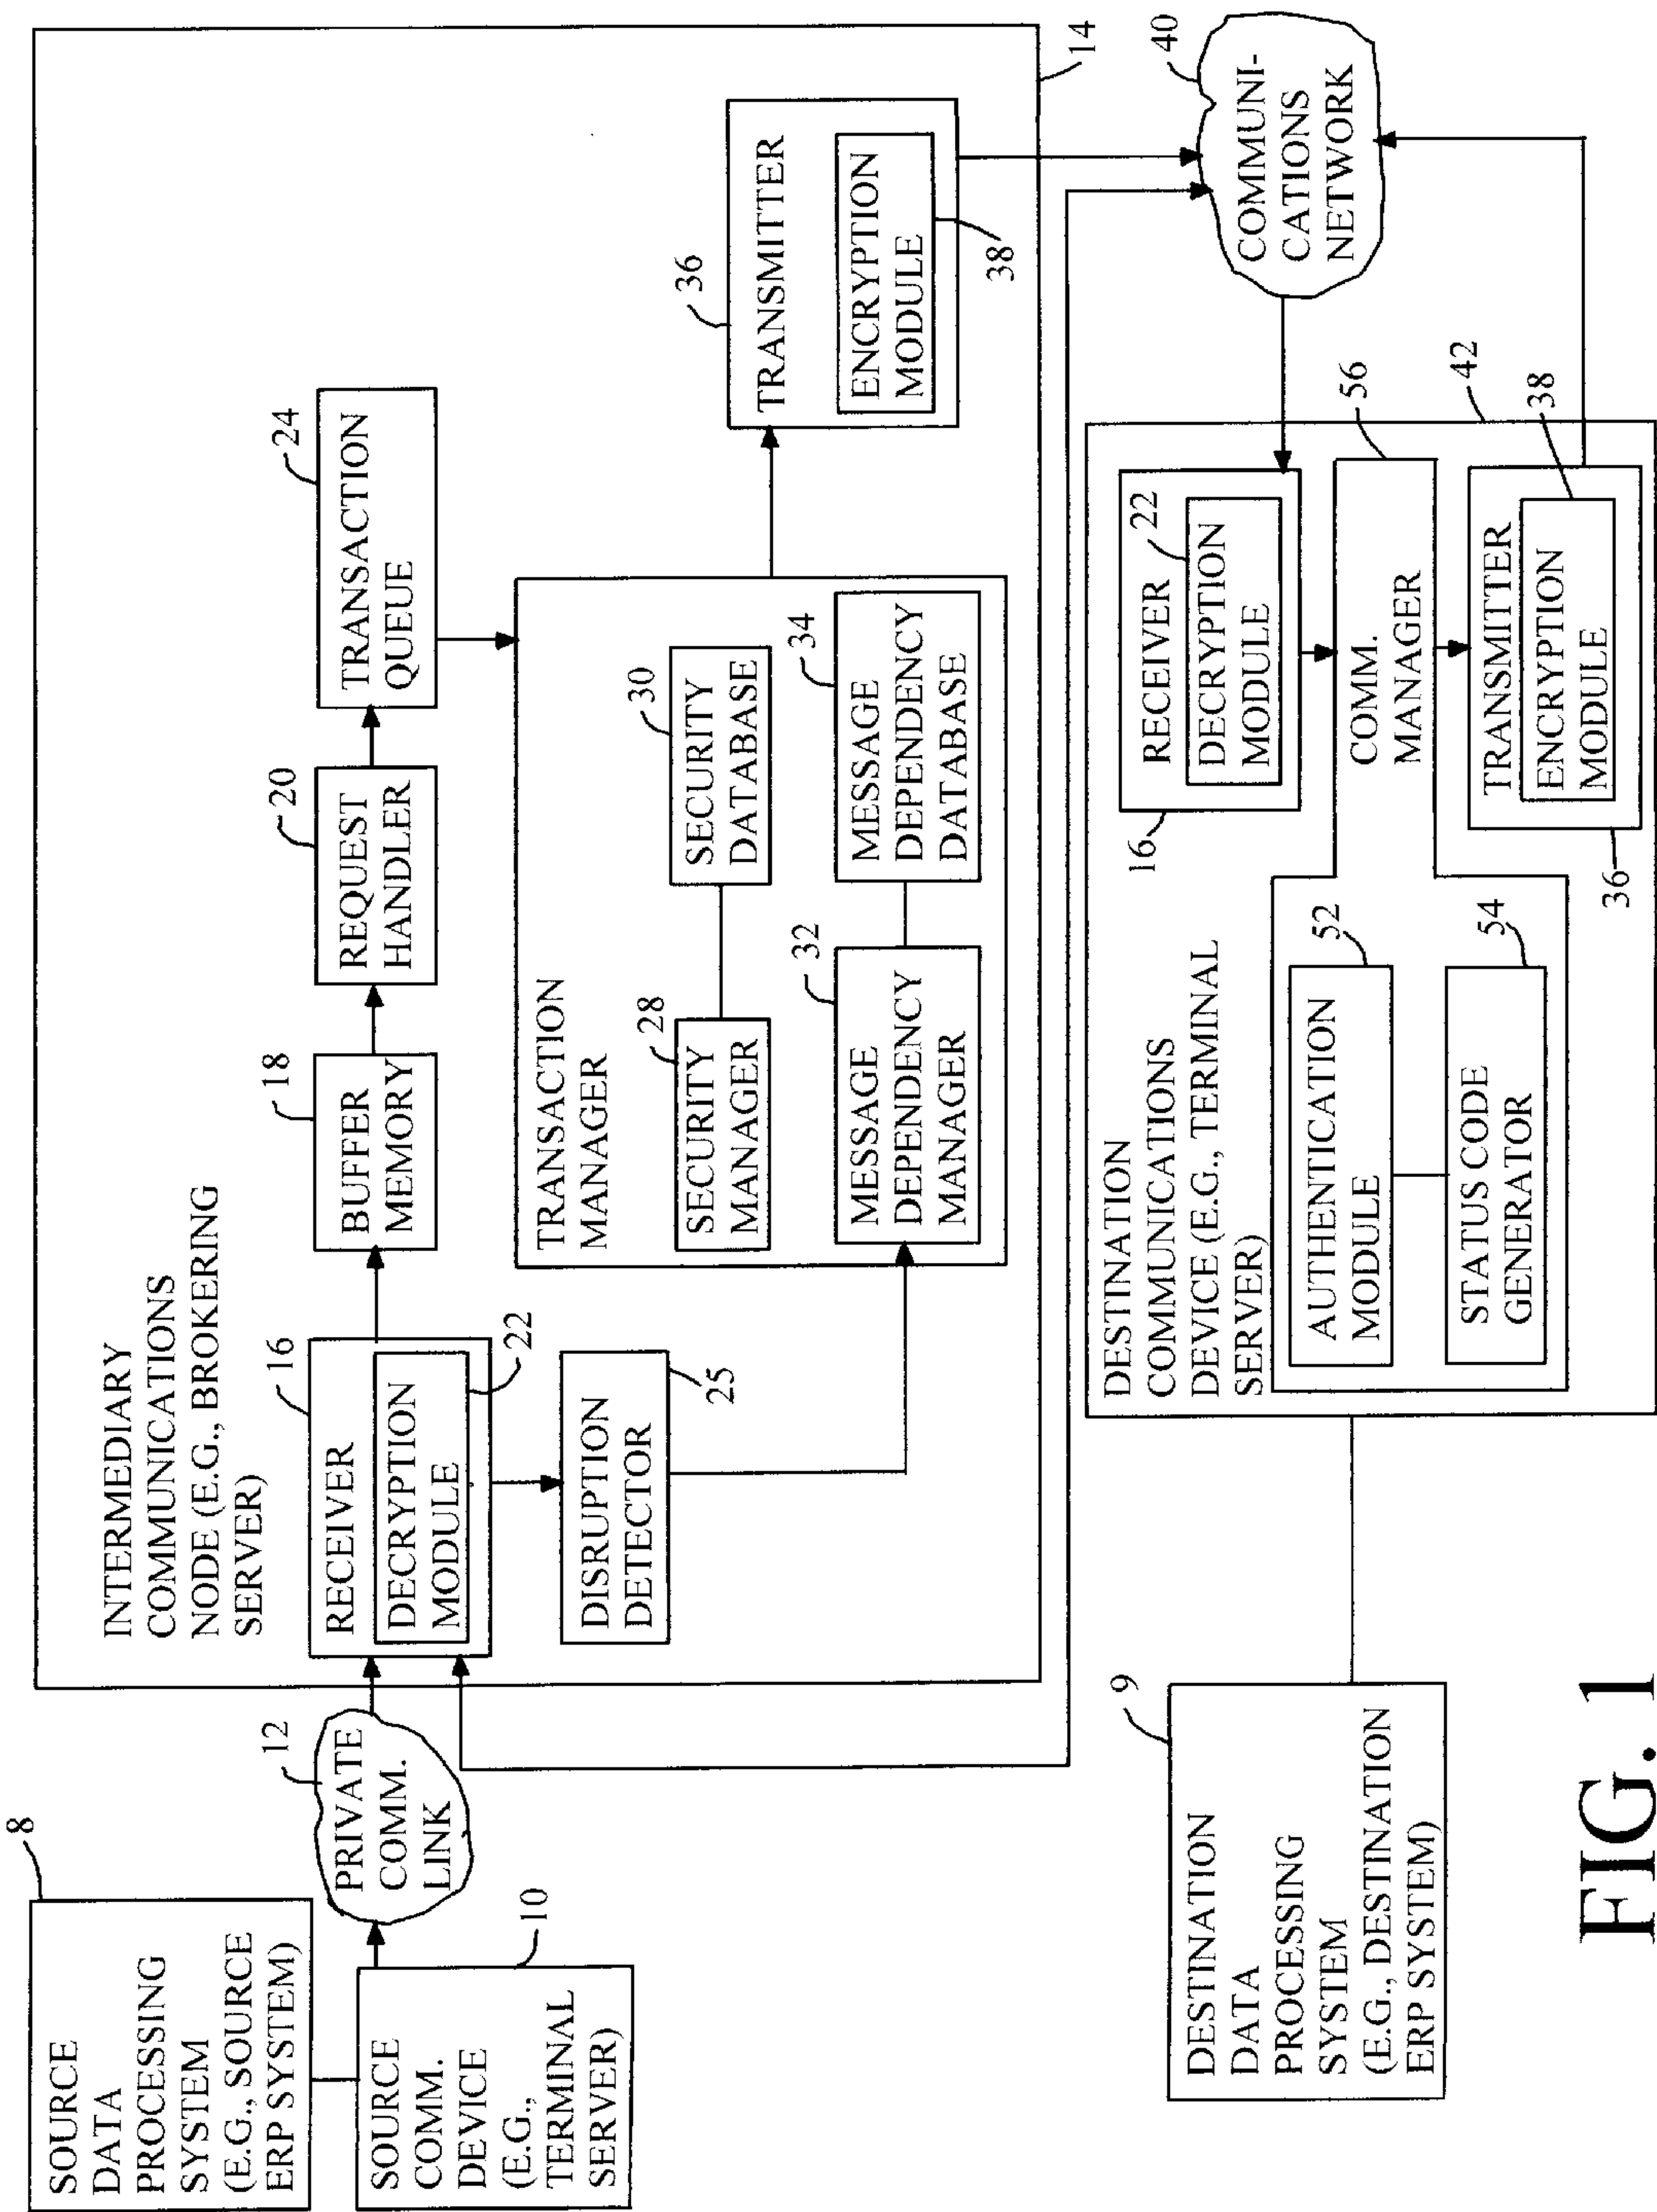 8
SOURCE
DATA
PROCESSING
SYSTEM
(E.G., SOURCE
ERP SYSTEM)
SOURCE
COMM.
DEVICE
(E.G.,
TERMINAL
SERVER)
10
12
PRIVATE
COMM.
LINK
INTERMEDIARY
COMMUNICATIONS
NODE (E.G., BROKERING
SERVER)
16
RECEIVER
DECRYPTION
MODULE
22
DISRUPTION
DETECTOR
25
18
BUFFER
MEMORY
20
REQUEST
HANDLER
24
TRANSACTION
QUEUE
TRANSACTION
MANAGER
28
SECURITY
MANAGER
30
SECURITY
DATABASE
32
MESSAGE
DEPENDENCY
MANAGER
34
MESSAGE
DEPENDENCY
DATABASE
36
TRANSMITTER
ENCRYPTION
MODULE
38
14
40
COMMUNI-
CATIONS
NETWORK
9
DESTINATION
DATA
PROCESSING
SYSTEM
(E.G., DESTINATION
ERP SYSTEM)
DESTINATION
COMMUNICATIONS
DEVICE (E.G., TERMINAL
SERVER)
42
16
RECEIVER
22
DECRYPTION
MODULE
56
COMM.
MANAGER
52
AUTHENTICATION
MODULE
54
STATUS CODE
GENERATOR
36
TRANSMITTER
38
ENCRYPTION
MODULE
FIG. 1